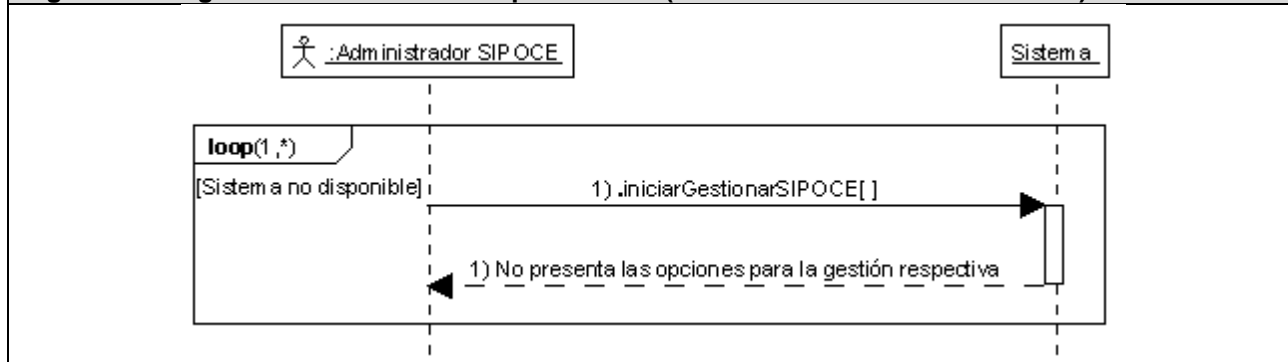 :Administrador SIPOCE
Sistema
loop(1,*)
[Sistema no disponible]
1) .iniciarGestionarSIPOCE[ ]
1) No presenta las opciones para la gestión respectiva